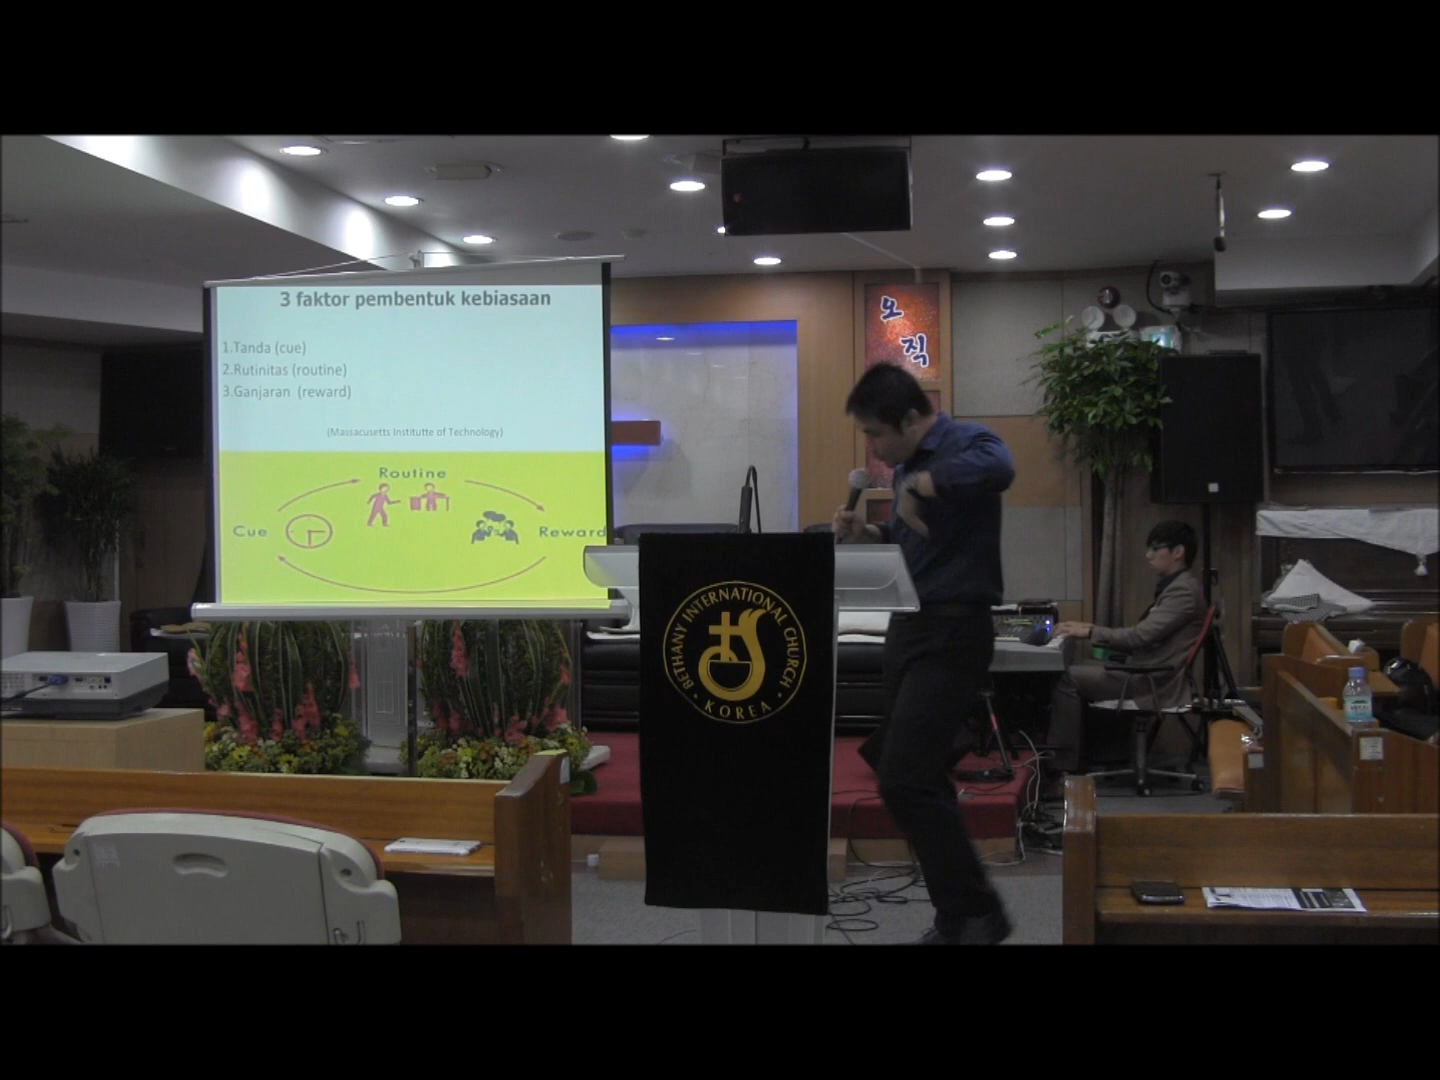 3 faktor pembentuk kebiasaan
1.Tanda (cue)
2.Rutinitas (routine)
3.Ganjaran (reward)
(Massacusetts Institutte of Technology)
Routine
Cue
Reward
오직
BETHANY INTERNATIONAL CHURCH
• KOREA •